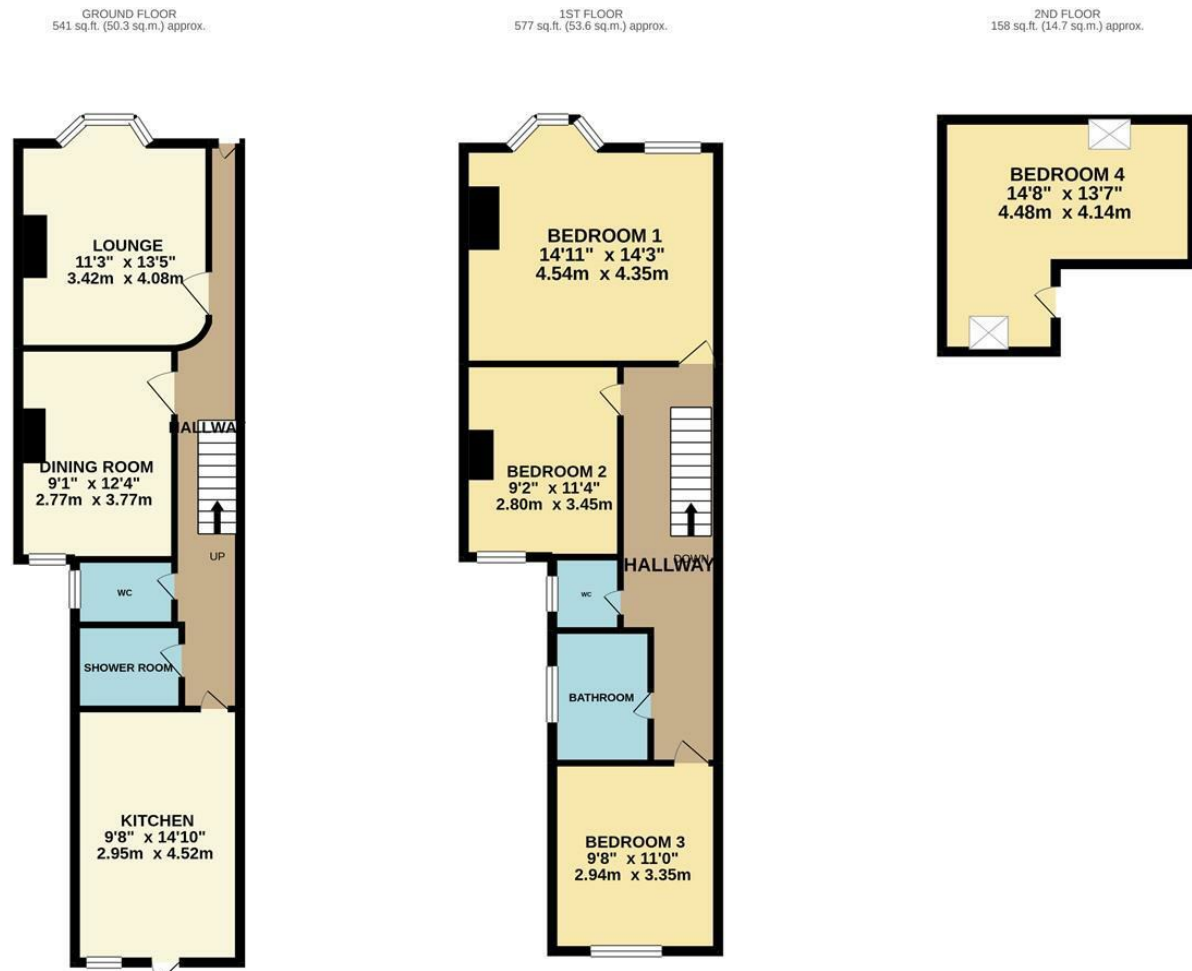 GROUND FLOOR
541 sq.ft. (50.3 sq.m.) approx.
LOUNGE
11'3" x 13'5"
3.42m x 4.08m
HALLWAY
DINING ROOM
9'1" x 12'4"
2.77m x 3.77m
UP
WC
SHOWER ROOM
KITCHEN
9'8" x 14'10"
2.95m x 4.52m
1ST FLOOR
577 sq.ft. (53.6 sq.m.) approx.
BEDROOM 1
14'11" x 14'3"
4.54m x 4.35m
BEDROOM 2
9'2" x 11'4"
2.80m x 3.45m
DOWN
HALLWAY
WC
BATHROOM
BEDROOM 3
9'8" x 11'0"
2.94m x 3.35m
2ND FLOOR
158 sq.ft. (14.7 sq.m.) approx.
BEDROOM 4
14'8" x 13'7"
4.48m x 4.14m